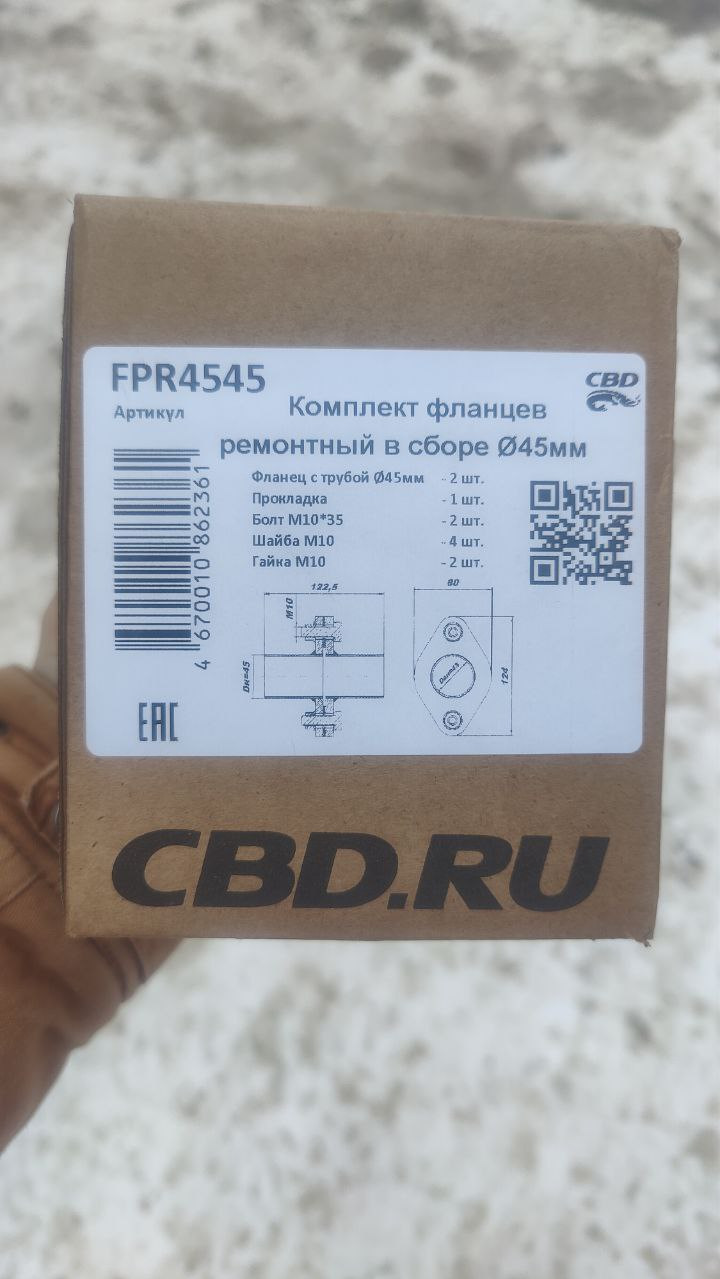 FPR4545
CBD
Артикул
Комплект фланцев
ремонтный в сборе Ø45мм
Фланец с трубой Ø45мм - 2 шт.
Прокладка - 1 шт.
Болт М10*35 - 2 шт.
Шайба М10 - 4 шт.
Гайка М10 - 2 шт.
4 670010 862361
122,5
М10
Dн=45
124
EAC
CBD.RU